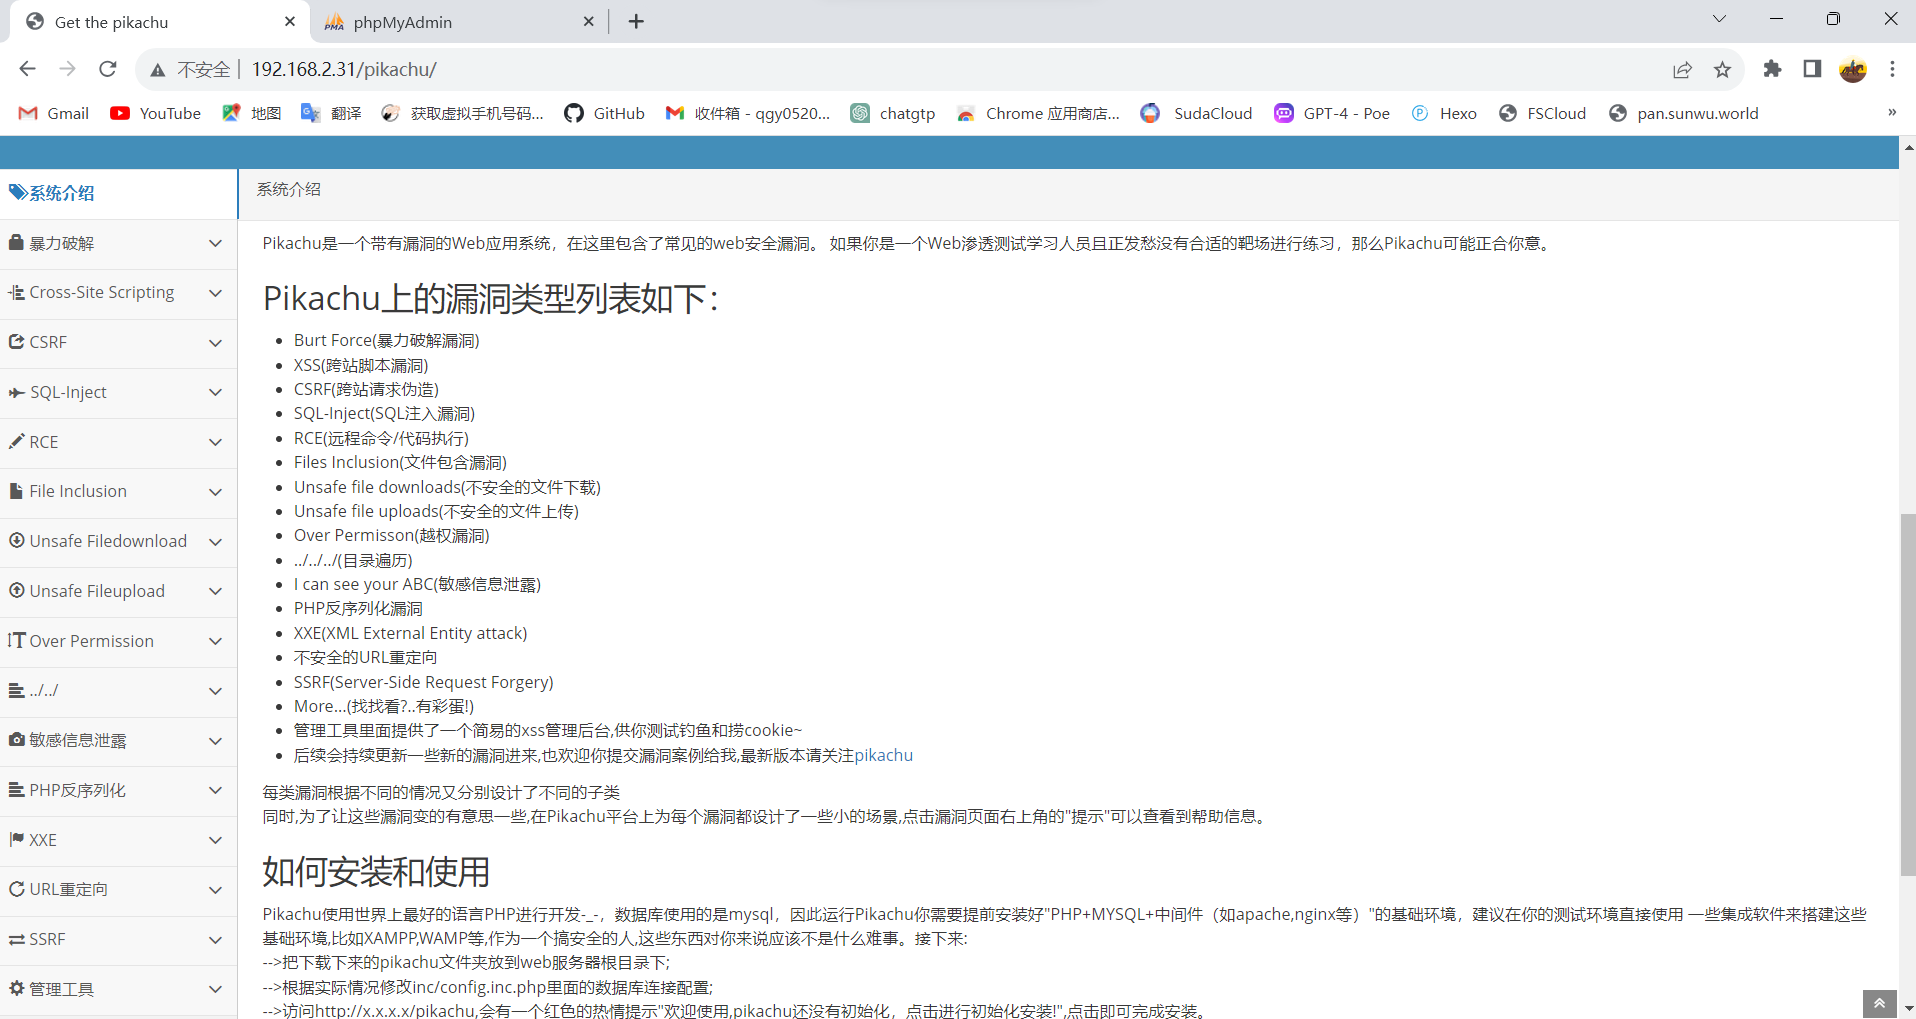 Get the pikachu
phpMyAdmin
不安全 192.168.2.31/pikachu/
Gmail YouTube 地图 翻译 获取虚拟手机号码... GitHub 收件箱 - qgy0520... chatgtp Chrome 应用商店... SudaCloud GPT-4 - Poe Hexo FSCloud pan.sunwu.world »
系统介绍
暴力破解
Cross-Site Scripting
CSRF
SQL-Inject
RCE
File Inclusion
Unsafe Filedownload
Unsafe Fileupload
Over Permission
../../
敏感信息泄露
PHP反序列化
XXE
URL重定向
SSRF
管理工具
系统介绍
Pikachu是一个带有漏洞的Web应用系统，在这里包含了常见的web安全漏洞。 如果你是一个Web渗透测试学习人员且正发愁没有合适的靶场进行练习，那么Pikachu可能正合你意。
Pikachu上的漏洞类型列表如下：
Burt Force(暴力破解漏洞)
XSS(跨站脚本漏洞)
CSRF(跨站请求伪造)
SQL-Inject(SQL注入漏洞)
RCE(远程命令/代码执行)
Files Inclusion(文件包含漏洞)
Unsafe file downloads(不安全的文件下载)
Unsafe file uploads(不安全的文件上传)
Over Permisson(越权漏洞)
../../../(目录遍历)
I can see your ABC(敏感信息泄露)
PHP反序列化漏洞
XXE(XML External Entity attack)
不安全的URL重定向
SSRF(Server-Side Request Forgery)
More...(找找看?..有彩蛋!)
管理工具里面提供了一个简易的xss管理后台,供你测试钓鱼和捞cookie~
后续会持续更新一些新的漏洞进来,也欢迎你提交漏洞案例给我,最新版本请关注pikachu
每类漏洞根据不同的情况又分别设计了不同的子类
同时,为了让这些漏洞变的有意思一些,在Pikachu平台上为每个漏洞都设计了一些小的场景,点击漏洞页面右上角的"提示"可以查看到帮助信息。
如何安装和使用
Pikachu使用世界上最好的语言PHP进行开发-_-，数据库使用的是mysql，因此运行Pikachu你需要提前安装好"PHP+MYSQL+中间件（如apache,nginx等）"的基础环境，建议在你的测试环境直接使用 一些集成软件来搭建这些
基础环境,比如XAMPP,WAMP等,作为一个搞安全的人,这些东西对你来说应该不是什么难事。接下来:
-->把下载下来的pikachu文件夹放到web服务器根目录下;
-->根据实际情况修改inc/config.inc.php里面的数据库连接配置;
-->访问http://x.x.x.x/pikachu,会有一个红色的热情提示"欢迎使用,pikachu还没有初始化，点击进行初始化安装!",点击即可完成安装。